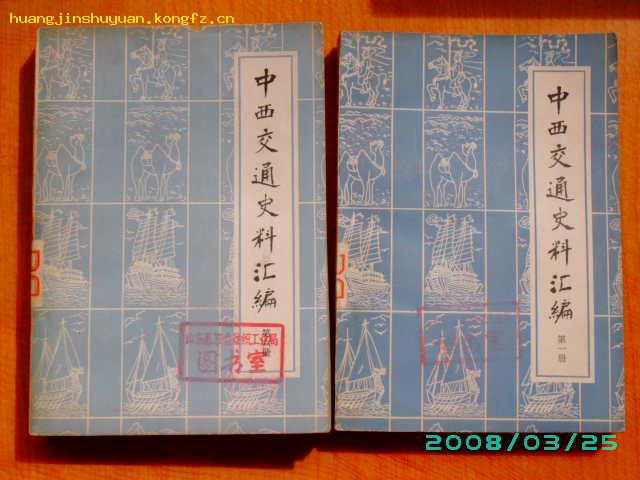 huangjinshuyuan.kongfz.cn
中西交通史料汇编
图书室
中西交通史料汇编
第一册
2008/03/25